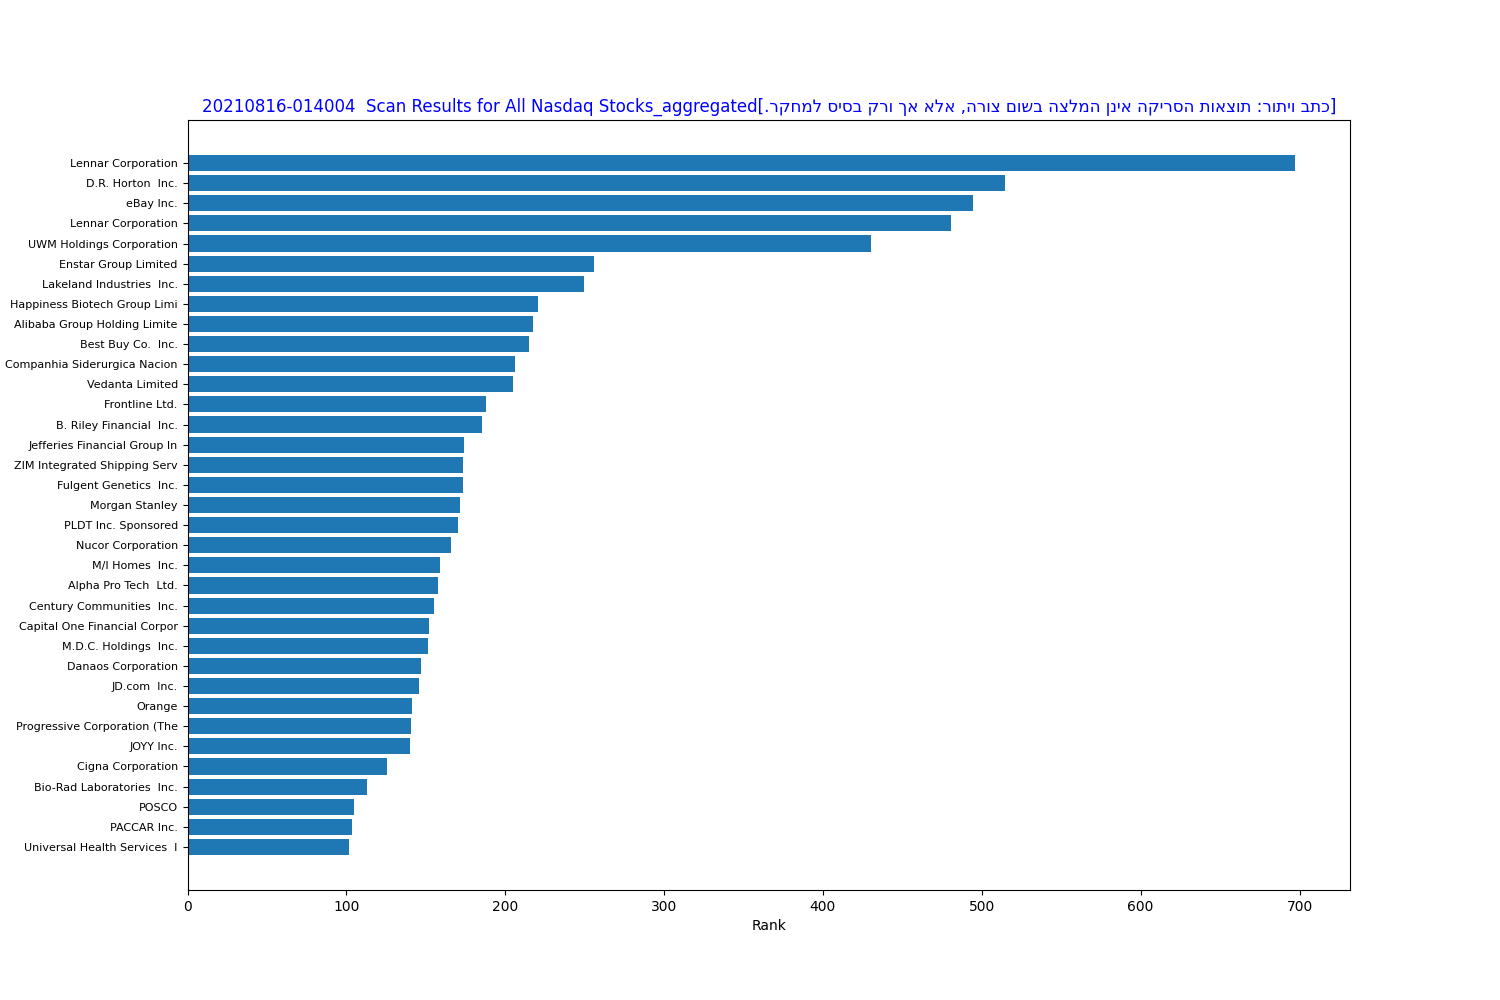 20210816-014004  Scan Results for All Nasdaq Stocks_aggregated[כתב ויתור: תוצאות הסריקה אינן המלצה בשום צורה, אלא אך ורק בסיס למחקר.]
Lennar Corporation
D.R. Horton  Inc.
eBay Inc.
Lennar Corporation
UWM Holdings Corporation
Enstar Group Limited
Lakeland Industries  Inc.
Happiness Biotech Group Limi
Alibaba Group Holding Limite
Best Buy Co.  Inc.
Companhia Siderurgica Nacion
Vedanta Limited
Frontline Ltd.
B. Riley Financial  Inc.
Jefferies Financial Group In
ZIM Integrated Shipping Serv
Fulgent Genetics  Inc.
Morgan Stanley
PLDT Inc. Sponsored
Nucor Corporation
M/I Homes  Inc.
Alpha Pro Tech  Ltd.
Century Communities  Inc.
Capital One Financial Corpor
M.D.C. Holdings  Inc.
Danaos Corporation
JD.com  Inc.
Orange
Progressive Corporation (The
JOYY Inc.
Cigna Corporation
Bio-Rad Laboratories  Inc.
POSCO
PACCAR Inc.
Universal Health Services  I
0 100 200 300 400 500 600 700
Rank